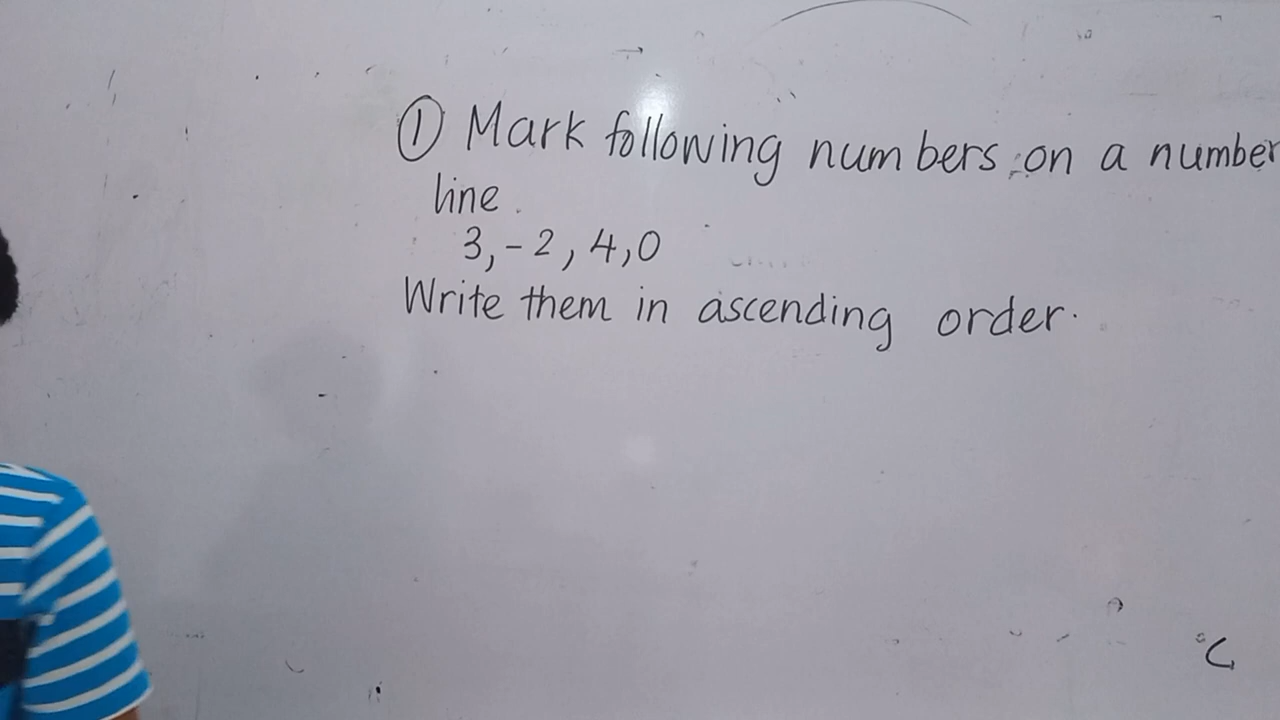 ① Mark following numbers on a number
line.
3, -2, 4, 0
Write them in ascending order.
°C